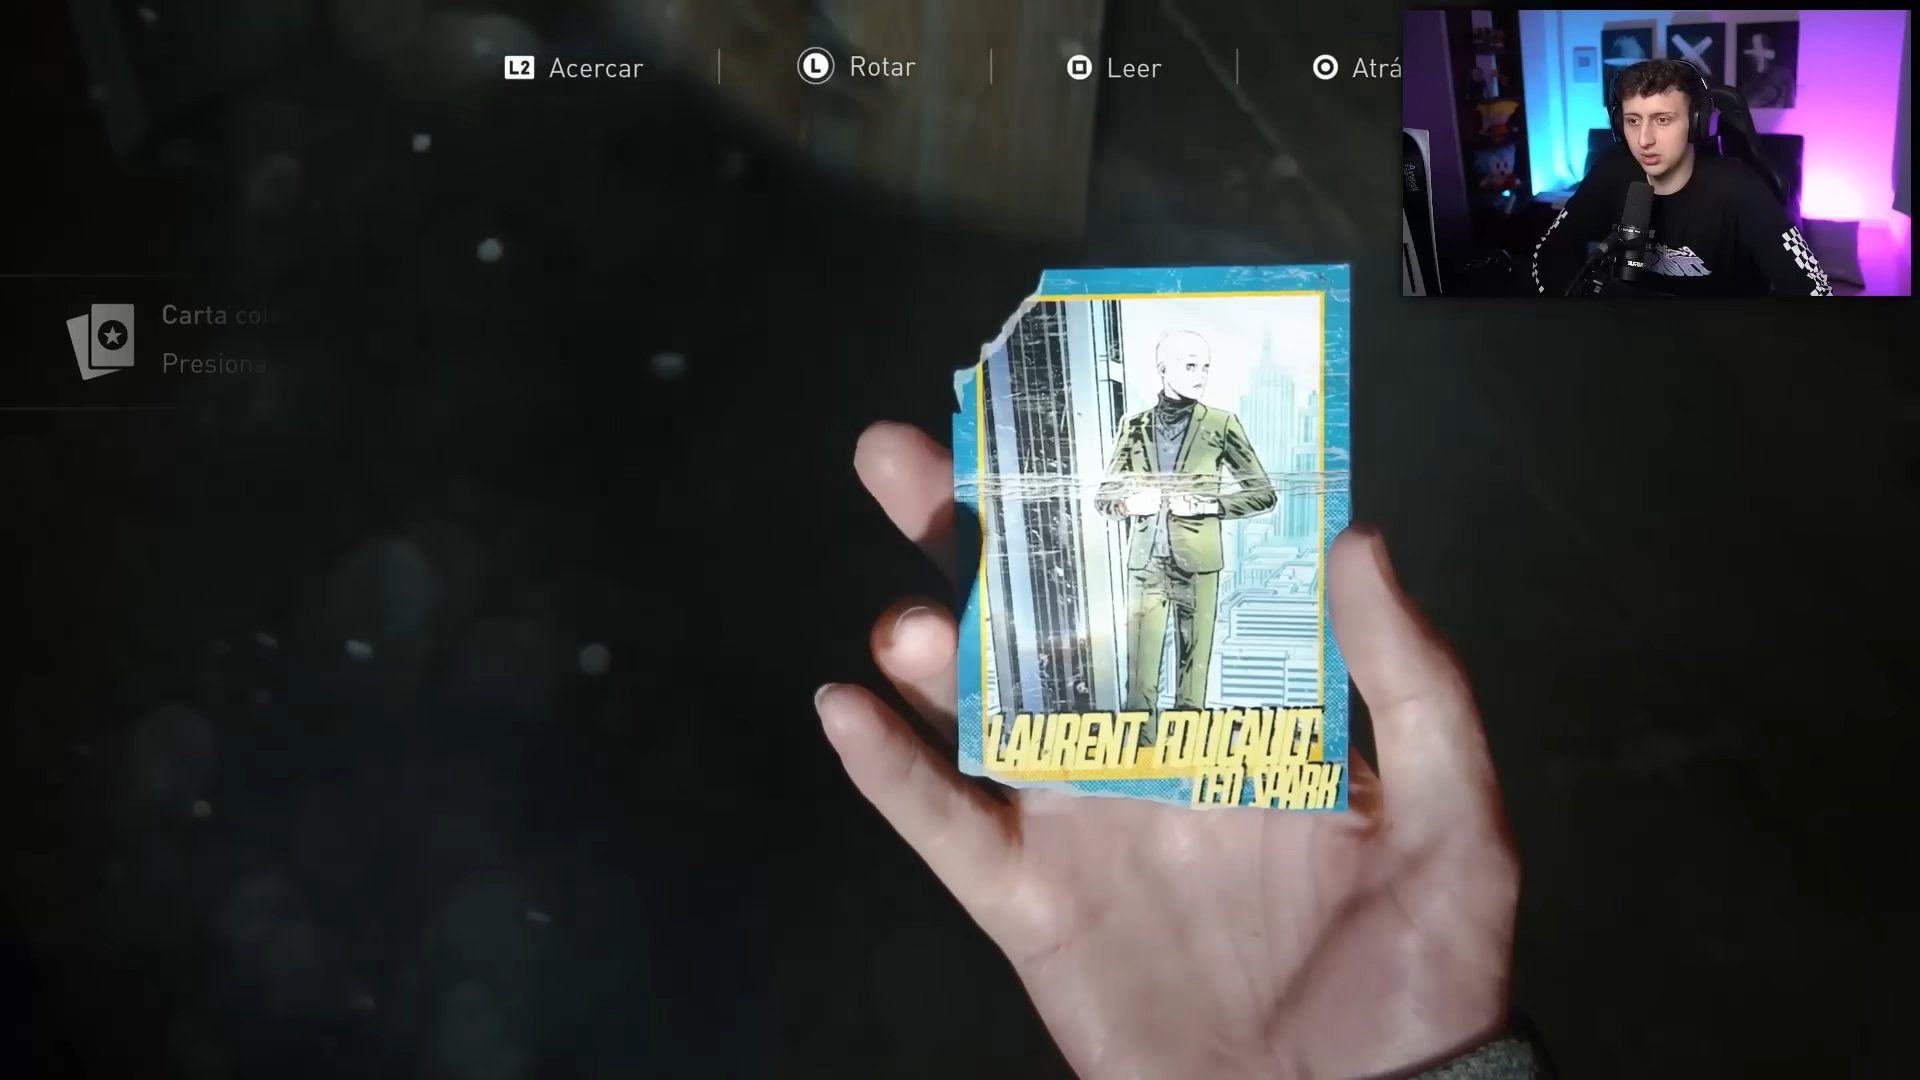 L2 Acercar
L Rotar
Leer
Atrá
Carta col
Presiona
LAURENT FOUCAULT
CEO SPARK